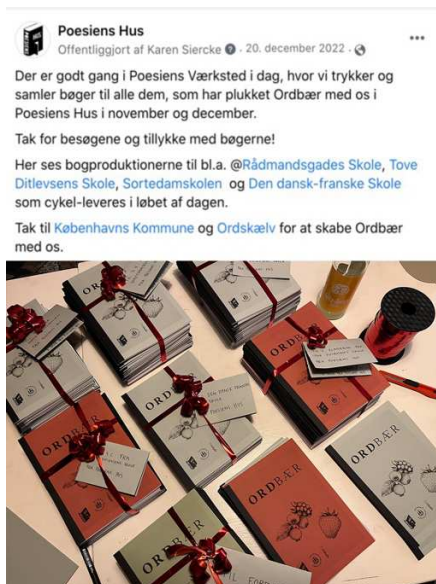 Poesiens Hus
Offentliggjort af Karen Siercke · 20. december 2022 ·
Der er godt gang i Poesiens Værksted i dag, hvor vi trykker og
samler bøger til alle dem, som har plukket Ordbær med os i
Poesiens Hus i november og december.
Tak for besøgene og tillykke med bøgerne!
Her ses bogproduktionerne til bl.a. @Rådmandsgades Skole, Tove
Ditlevsens Skole, Sortedamskolen og Den dansk-franske Skole
som cykel-leveres i løbet af dagen.
Tak til Københavns Kommune og Ordskælv for at skabe Ordbær
med os.
ORDBÆR
ORDBÆR
ORDBÆR
ORDBÆR
ORDBÆR
ORDBÆR
ORDBÆR
ORDBÆR